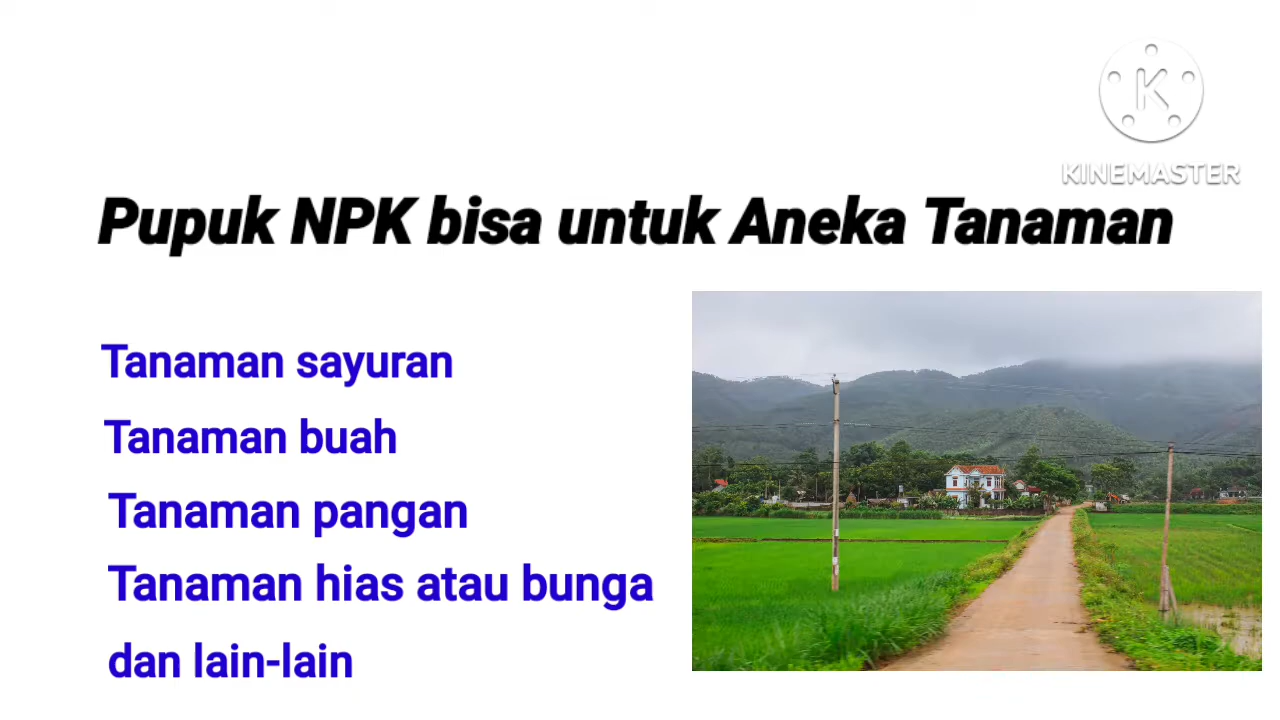 KINEMASTER
Pupuk NPK bisa untuk Aneka Tanaman
Tanaman sayuran
Tanaman buah
Tanaman pangan
Tanaman hias atau bunga
dan lain-lain